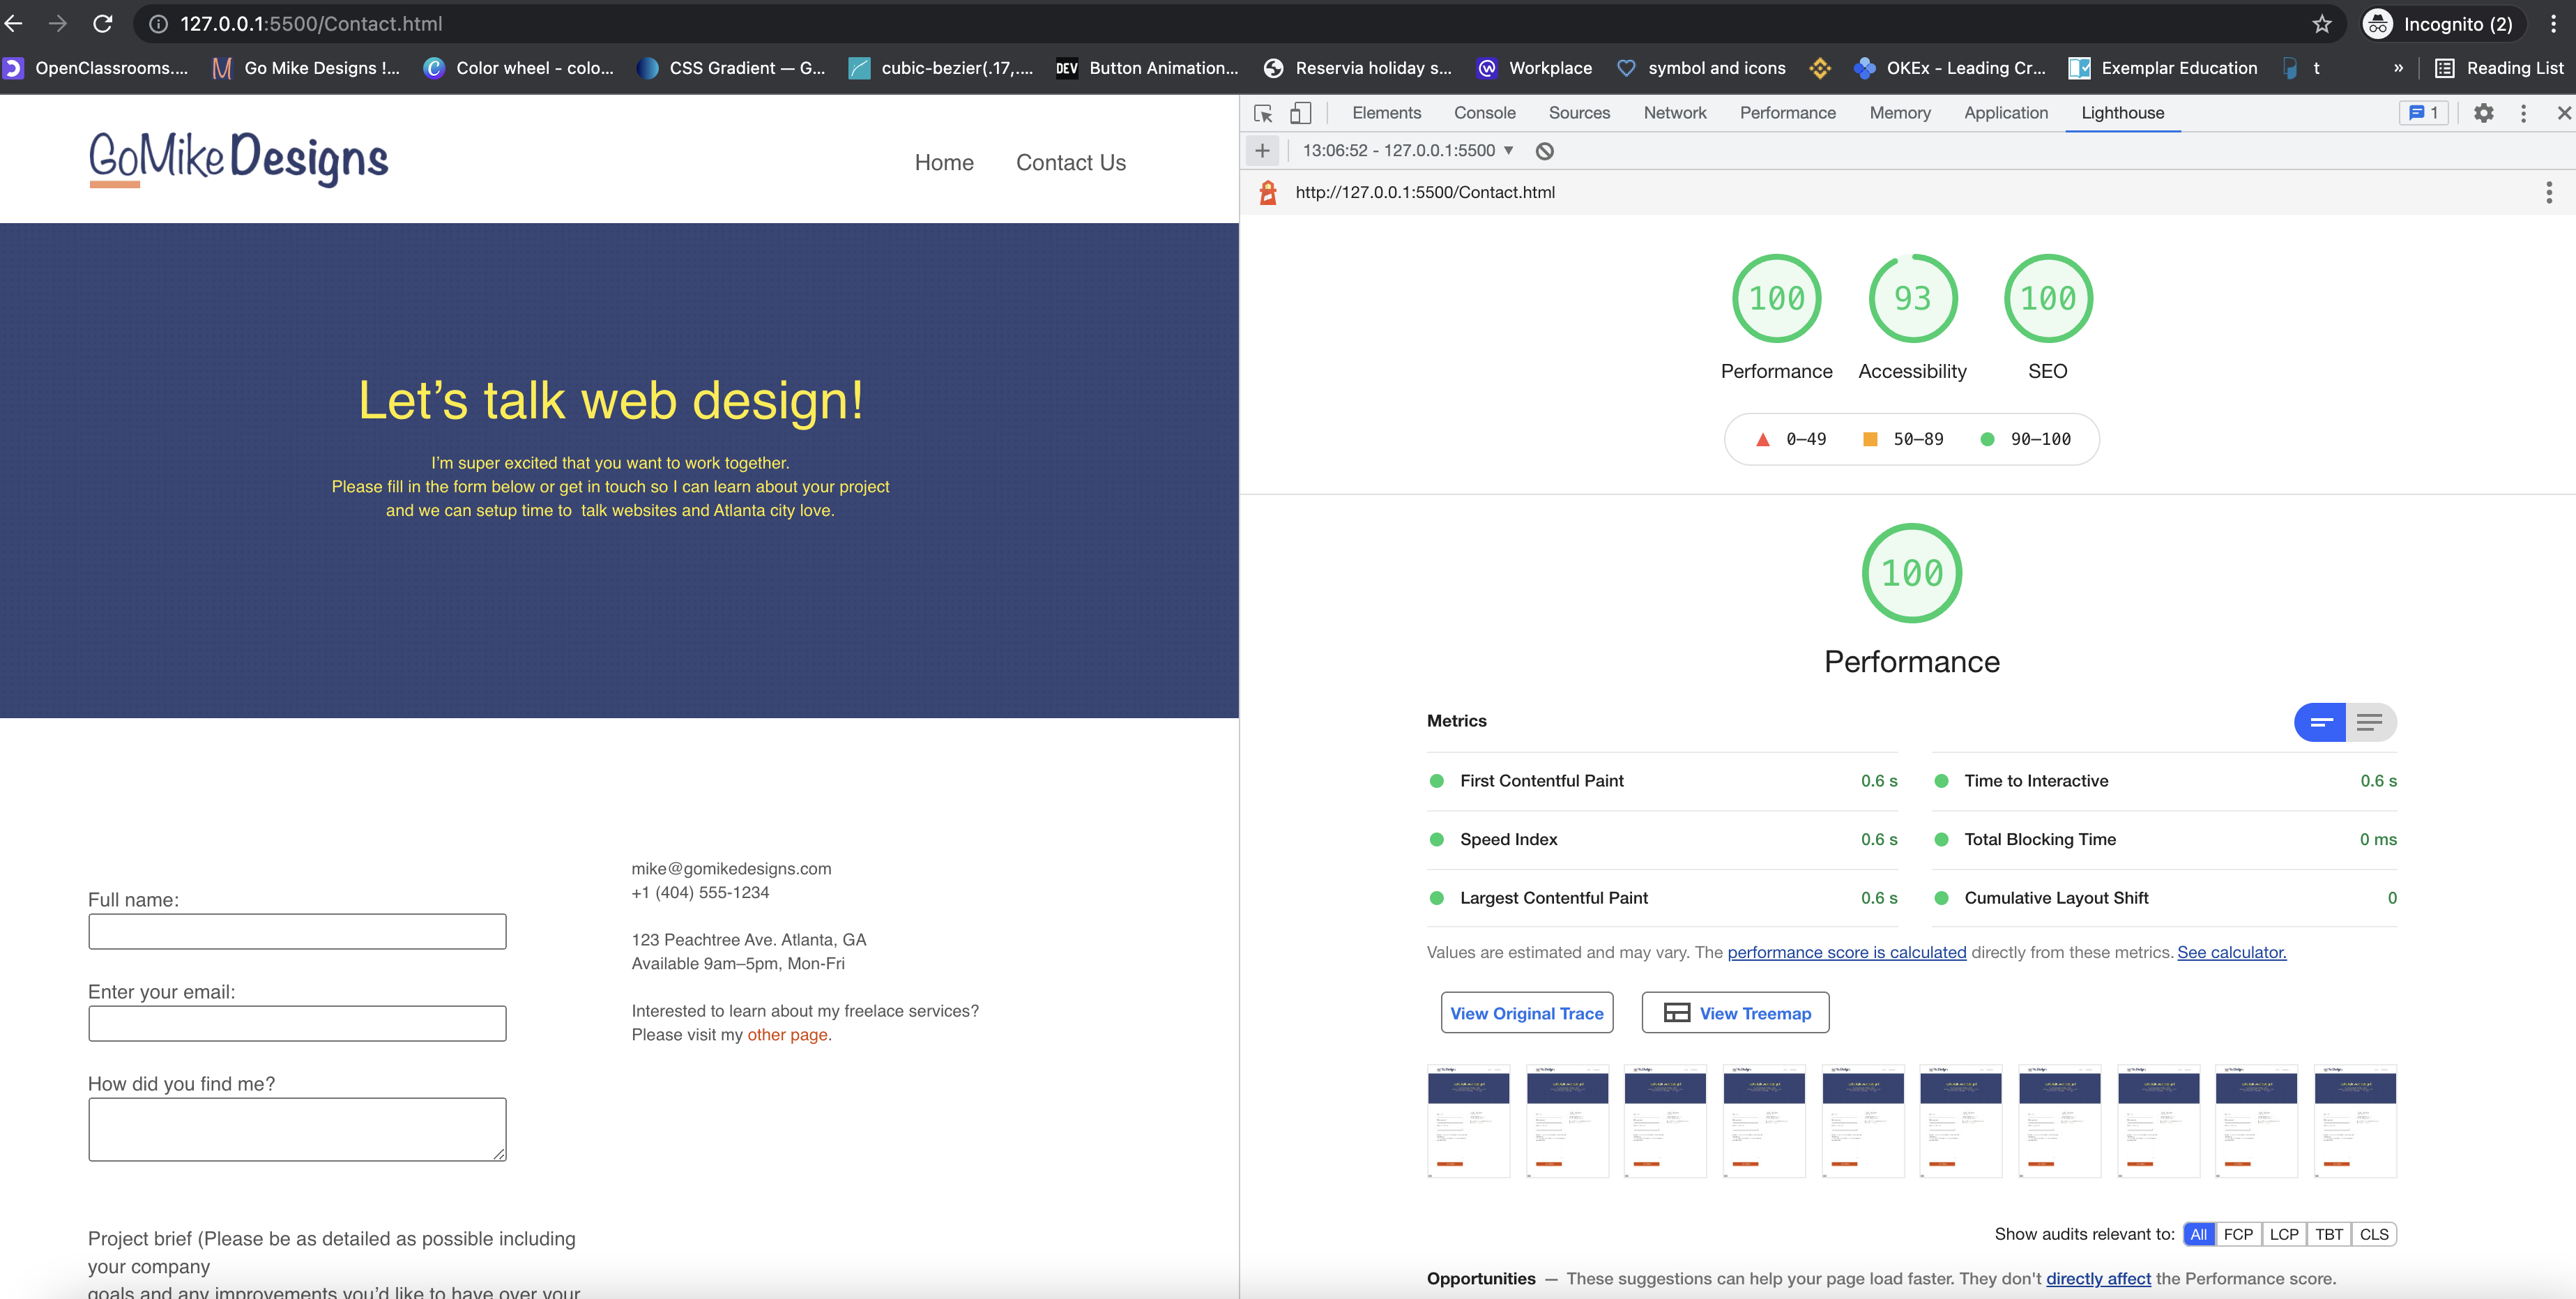 127.0.0.1:5500/Contact.html
Incognito (2)
OpenClassrooms....
Go Mike Designs !...
Color wheel - colo...
CSS Gradient — G...
cubic-bezier(.17,....
DEV Button Animation...
Reservia holiday s...
Workplace
symbol and icons
OKEx - Leading Cr...
Exemplar Education
t
»
Reading List
GoMikeDesigns
Home
Contact Us
Let’s talk web design!
I’m super excited that you want to work together.
Please fill in the form below or get in touch so I can learn about your project
and we can setup time to talk websites and Atlanta city love.
Full name:
Enter your email:
How did you find me?
Project brief (Please be as detailed as possible including
your company
goals and any improvements you’d like to have over your
mike@gomikedesigns.com
+1 (404) 555-1234
123 Peachtree Ave. Atlanta, GA
Available 9am–5pm, Mon-Fri
Interested to learn about my freelace services?
Please visit my other page.
Elements
Console
Sources
Network
Performance
Memory
Application
Lighthouse
1
13:06:52 - 127.0.0.1:5500
http://127.0.0.1:5500/Contact.html
100
93
100
Performance
Accessibility
SEO
0–49
50–89
90–100
100
Performance
Metrics
First Contentful Paint 0.6 s
Time to Interactive 0.6 s
Speed Index 0.6 s
Total Blocking Time 0 ms
Largest Contentful Paint 0.6 s
Cumulative Layout Shift 0
Values are estimated and may vary. The performance score is calculated directly from these metrics. See calculator.
View Original Trace
View Treemap
Show audits relevant to: All FCP LCP TBT CLS
Opportunities — These suggestions can help your page load faster. They don't directly affect the Performance score.